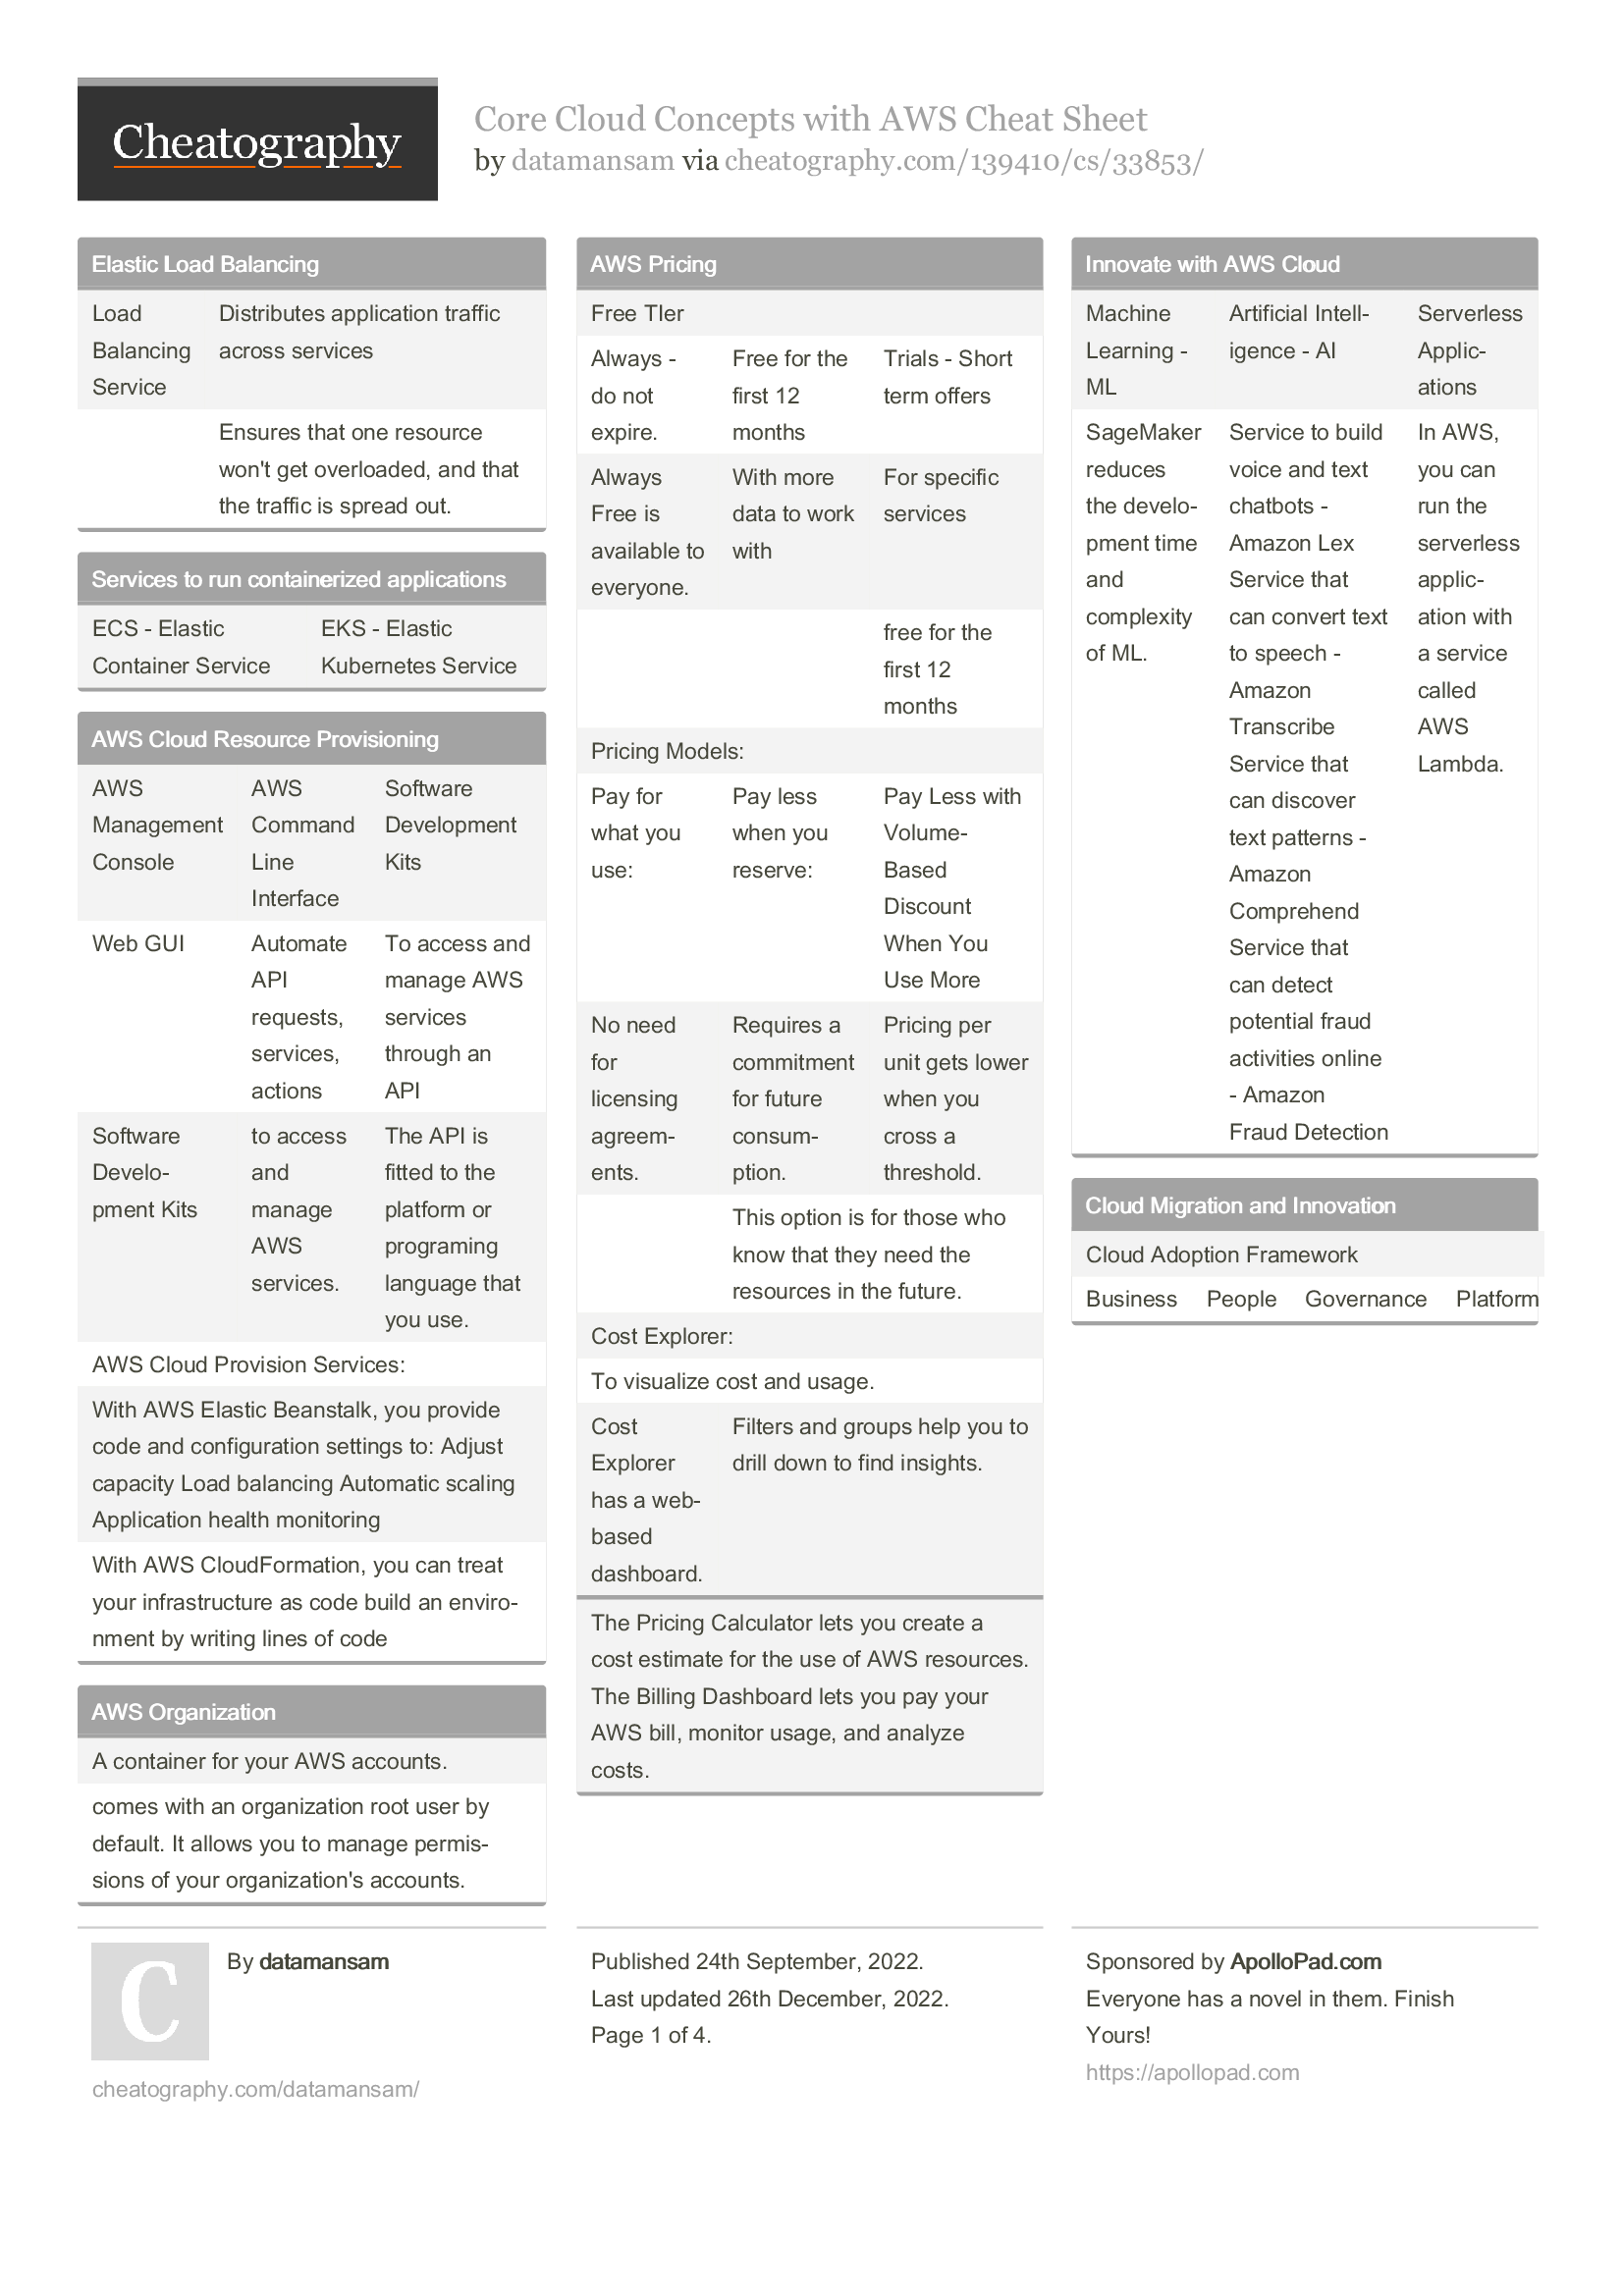 Cheatography
Core Cloud Concepts with AWS Cheat Sheet
by datamansam via cheatography.com/139410/cs/33853/
Elastic Load Balancing
Load
Balancing
Service
Distributes application traffic
across services
Ensures that one resource
won't get overloaded, and that
the traffic is spread out.
Services to run containerized applications
ECS - Elastic
Container Service
EKS - Elastic
Kubernetes Service
AWS Cloud Resource Provisioning
AWS
Management
Console
AWS
Command
Line
Interface
Software
Development
Kits
Web GUI
Automate
API
requests,
services,
actions
To access and
manage AWS
services
through an
API
Software
Develo-
pment Kits
to access
and
manage
AWS
services.
The API is
fitted to the
platform or
programing
language that
you use.
AWS Cloud Provision Services:
With AWS Elastic Beanstalk, you provide
code and configuration settings to: Adjust
capacity Load balancing Automatic scaling
Application health monitoring
With AWS CloudFormation, you can treat
your infrastructure as code build an enviro-
nment by writing lines of code
AWS Organization
A container for your AWS accounts.
comes with an organization root user by
default. It allows you to manage permis-
sions of your organization's accounts.
AWS Pricing
Free TIer
Always -
do not
expire.
Free for the
first 12
months
Trials - Short
term offers
Always
Free is
available to
everyone.
With more
data to work
with
For specific
services
free for the
first 12
months
Pricing Models:
Pay for
what you
use:
Pay less
when you
reserve:
Pay Less with
Volume-
Based
Discount
When You
Use More
No need
for
licensing
agreem-
ents.
Requires a
commitment
for future
consum-
ption.
Pricing per
unit gets lower
when you
cross a
threshold.
This option is for those who
know that they need the
resources in the future.
Cost Explorer:
To visualize cost and usage.
Cost
Explorer
has a web-
based
dashboard.
Filters and groups help you to
drill down to find insights.
The Pricing Calculator lets you create a
cost estimate for the use of AWS resources.
The Billing Dashboard lets you pay your
AWS bill, monitor usage, and analyze
costs.
Innovate with AWS Cloud
Machine
Learning -
ML
Artificial Intell-
igence - AI
Serverless
Applic-
ations
SageMaker
reduces
the develo-
pment time
and
complexity
of ML.
Service to build
voice and text
chatbots -
Amazon Lex
Service that
can convert text
to speech -
Amazon
Transcribe
Service that
can discover
text patterns -
Amazon
Comprehend
Service that
can detect
potential fraud
activities online
- Amazon
Fraud Detection
In AWS,
you can
run the
serverless
applic-
ation with
a service
called
AWS
Lambda.
Cloud Migration and Innovation
Cloud Adoption Framework
Business People Governance Platform
C
By datamansam
cheatography.com/datamansam/
Published 24th September, 2022.
Last updated 26th December, 2022.
Page 1 of 4.
Sponsored by ApolloPad.com
Everyone has a novel in them. Finish
Yours!
https://apollopad.com